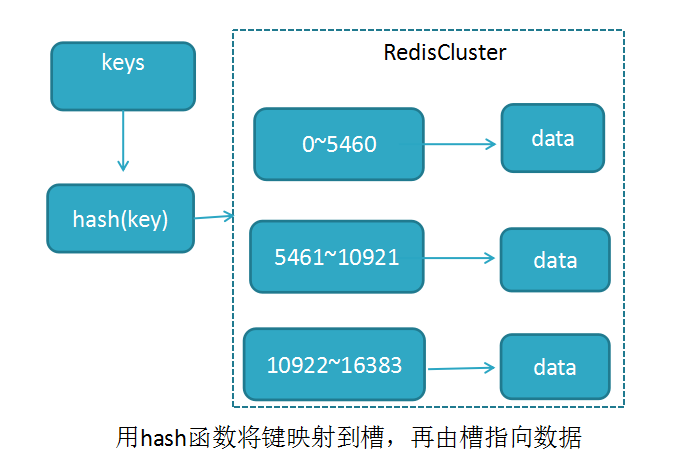 keys
hash(key)
RedisCluster
0~5460
data
5461~10921
data
10922~16383
data
用hash函数将键映射到槽，再由槽指向数据